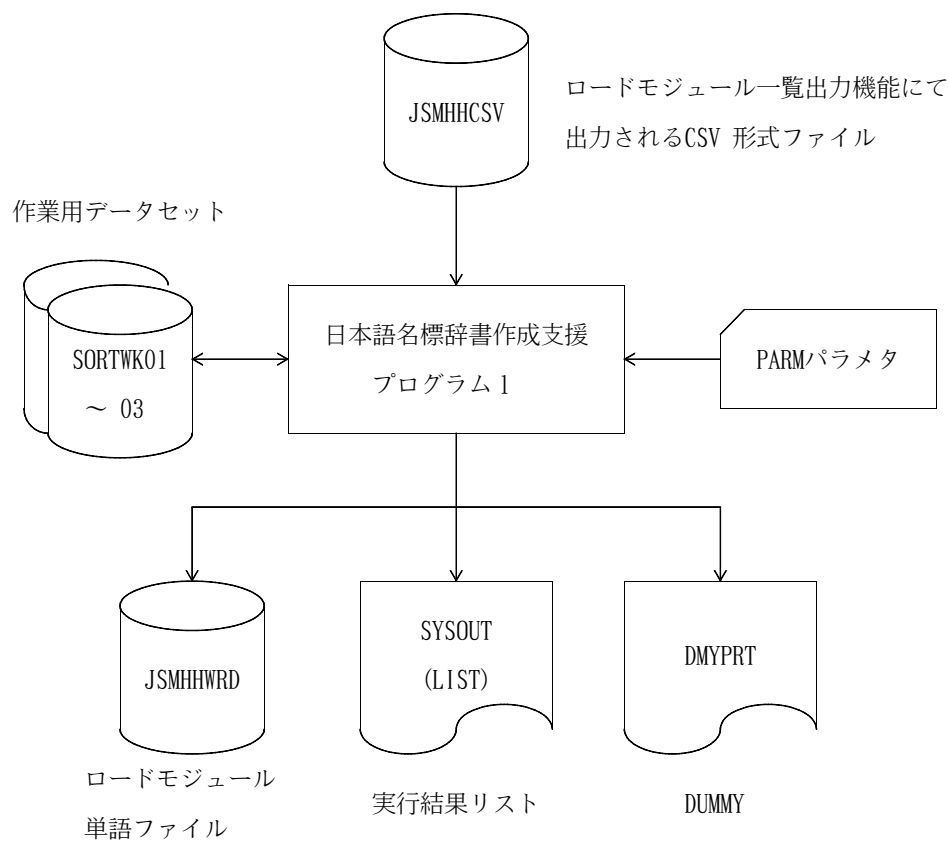 JSMHHCSV
ロードモジュール一覧出力機能にて
出力されるCSV 形式ファイル
作業用データセット
SORTWK01
～ 03
日本語名標辞書作成支援
プログラム１
PARMパラメタ
JSMHHWRD
SYSOUT
(LIST)
DMYPRT
ロードモジュール
単語ファイル
実行結果リスト
DUMMY